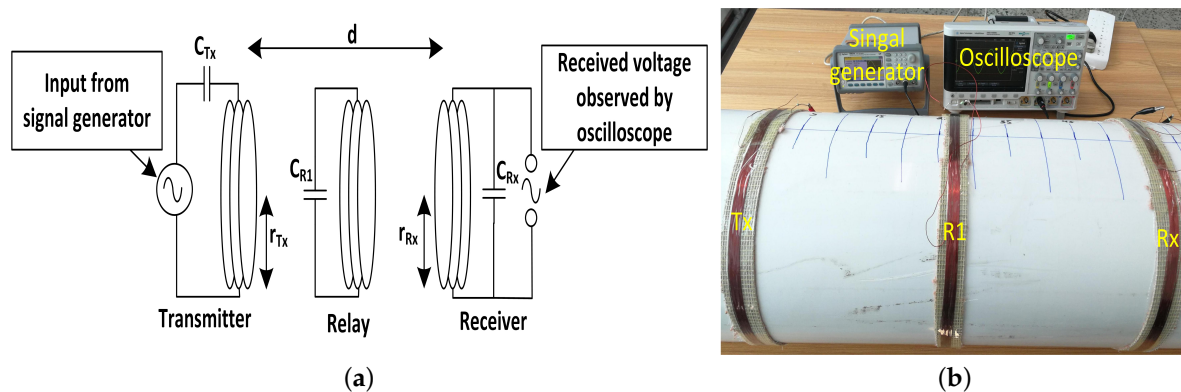 C_Tx
d
Input from
signal generator
Received voltage
observed by
oscilloscope
C_R1
C_Rx
r_Tx
r_Rx
Transmitter
Relay
Receiver
(a)
Singal
generator
Oscilloscope
Tx
R1
Rx
(b)